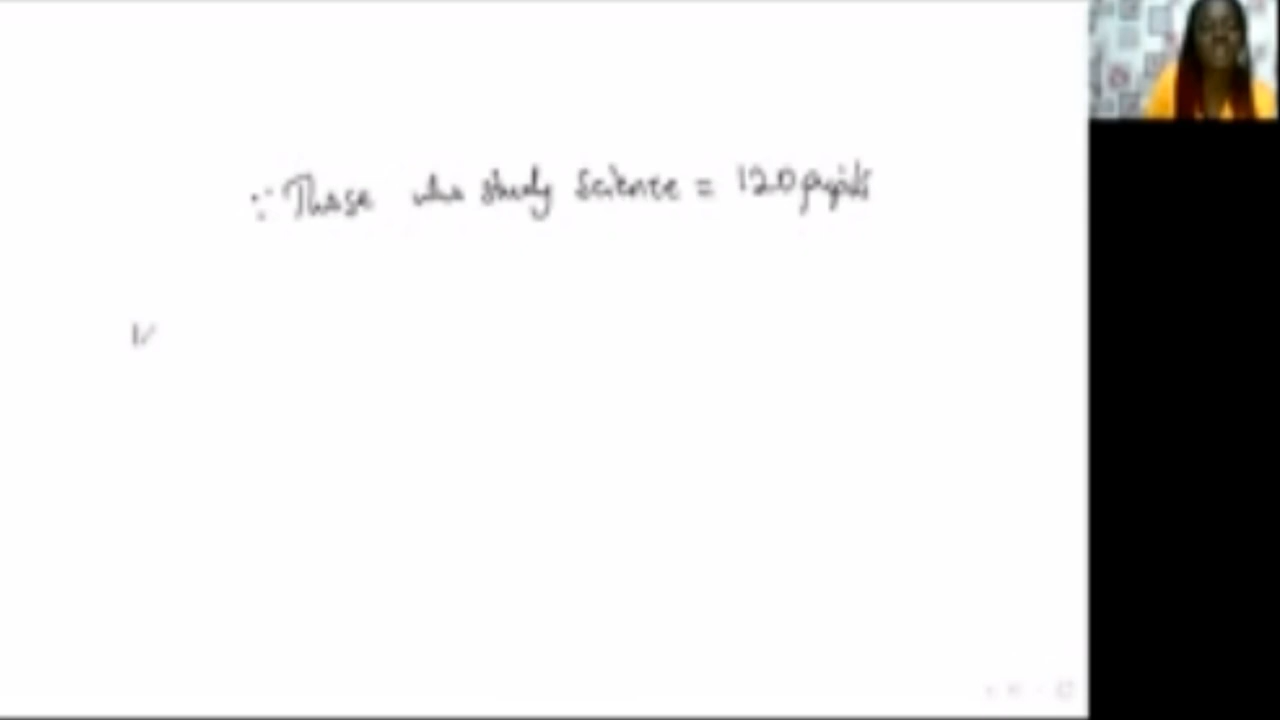 ∵ Those who study Science = 120 pupils